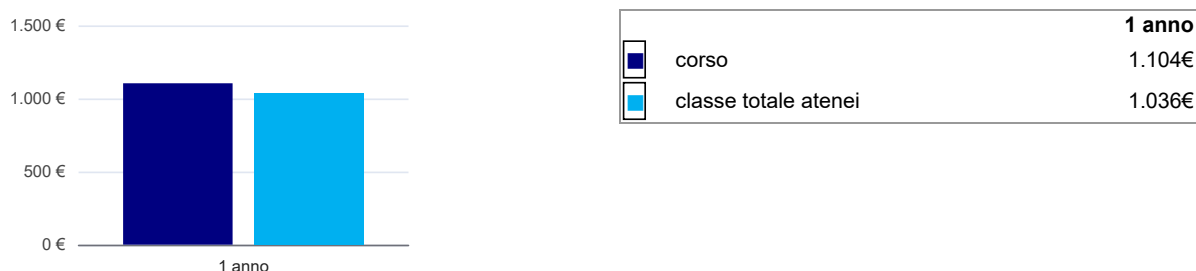 1.500 €
1.000 €
500 €
0 €
1 anno
1 anno
corso 1.104€
classe totale atenei 1.036€